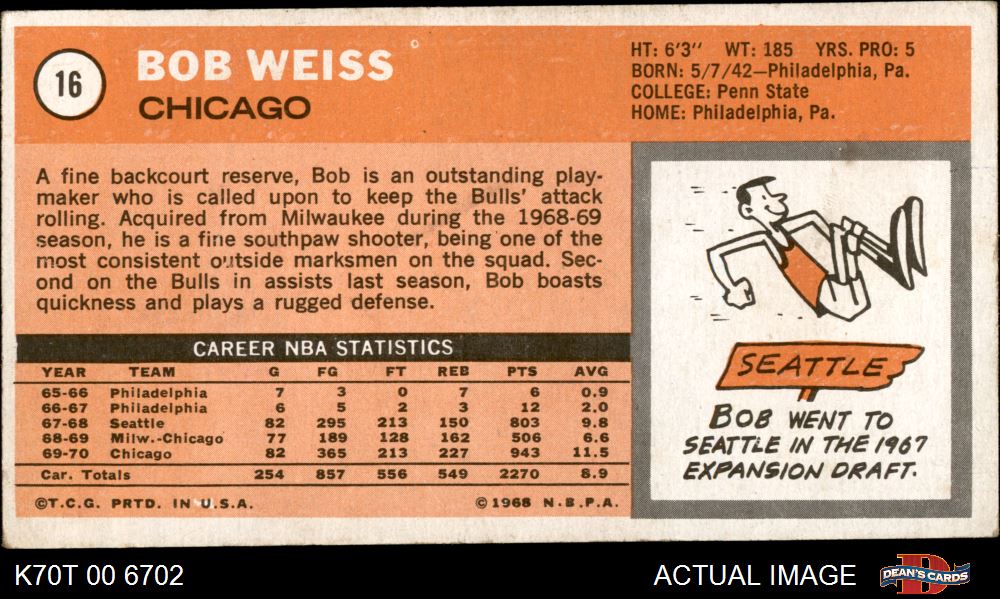 16
BOB WEISS
CHICAGO
HT: 6'3'' WT: 185 YRS. PRO: 5
BORN: 5/7/42—Philadelphia, Pa.
COLLEGE: Penn State
HOME: Philadelphia, Pa.
A fine backcourt reserve, Bob is an outstanding play-
maker who is called upon to keep the Bulls' attack
rolling. Acquired from Milwaukee during the 1968-69
season, he is a fine southpaw shooter, being one of the
most consistent outside marksmen on the squad. Sec-
ond on the Bulls in assists last season, Bob boasts
quickness and plays a rugged defense.
CAREER NBA STATISTICS
YEAR TEAM G FG FT REB PTS AVG
65-66 Philadelphia 7 3 0 7 6 0.9
66-67 Philadelphia 6 5 2 3 12 2.0
67-68 Seattle 82 295 213 150 803 9.8
68-69 Milw.-Chicago 77 189 128 162 506 6.6
69-70 Chicago 82 365 213 227 943 11.5
Car. Totals 254 857 556 549 2270 8.9
©T.C.G. PRTD. IN U.S.A. ©1968 N.B.P.A.
SEATTLE
BOB WENT TO
SEATTLE IN THE 1967
EXPANSION DRAFT.
K70T 00 6702 ACTUAL IMAGE DEAN'S CARDS